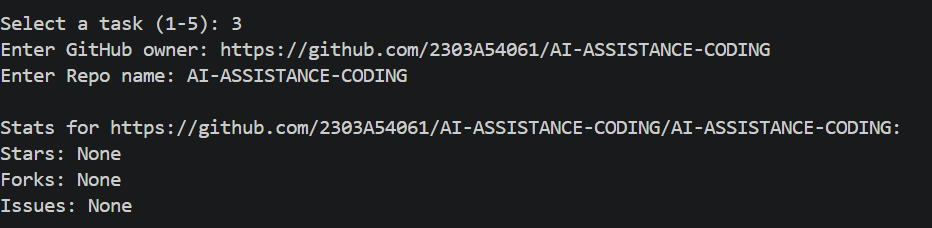 Select a task (1-5): 3
Enter GitHub owner: https://github.com/2303A54061/AI-ASSISTANCE-CODING
Enter Repo name: AI-ASSISTANCE-CODING
Stats for https://github.com/2303A54061/AI-ASSISTANCE-CODING/AI-ASSISTANCE-CODING:
Stars: None
Forks: None
Issues: None